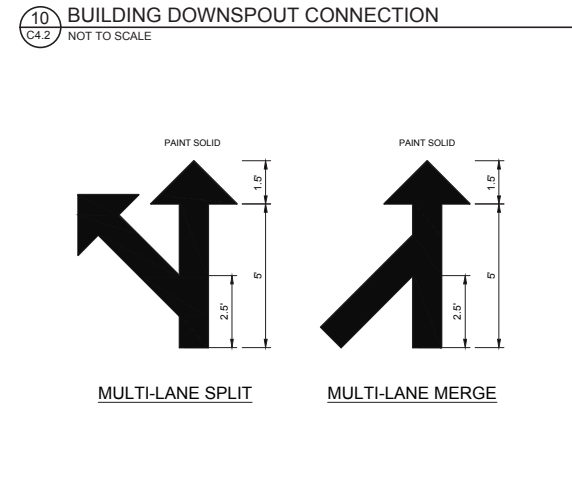 10
C4.2
BUILDING DOWNSPOUT CONNECTION
NOT TO SCALE
PAINT SOLID
1.5'
5'
2.5'
MULTI-LANE SPLIT
PAINT SOLID
1.5'
5'
2.5'
MULTI-LANE MERGE